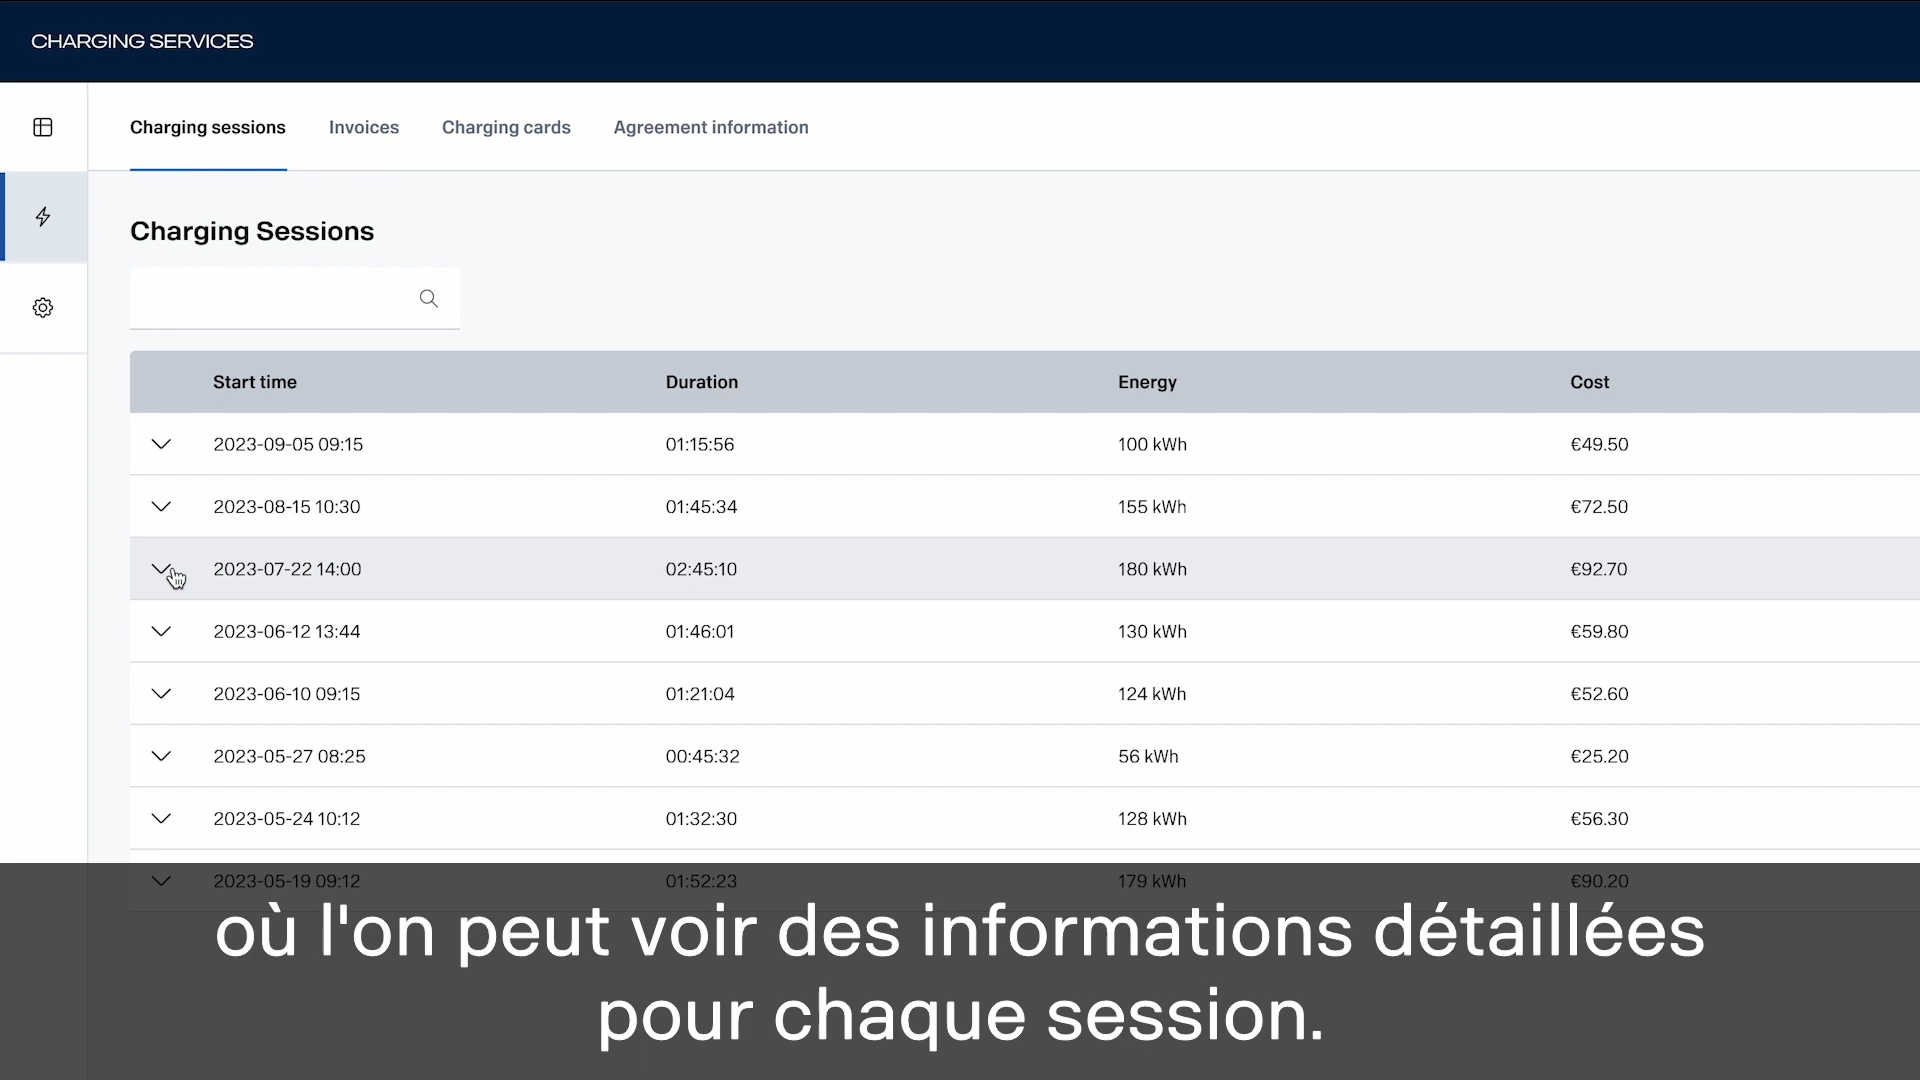 CHARGING SERVICES
Charging sessions Invoices Charging cards Agreement information
Charging Sessions
Start time Duration Energy Cost
2023-09-05 09:15 01:15:56 100 kWh €49.50
2023-08-15 10:30 01:45:34 155 kWh €72.50
2023-07-22 14:00 02:45:10 180 kWh €92.70
2023-06-12 13:44 01:46:01 130 kWh €59.80
2023-06-10 09:15 01:21:04 124 kWh €52.60
2023-05-27 08:25 00:45:32 56 kWh €25.20
2023-05-24 10:12 01:32:30 128 kWh €56.30
2023-05-19 09:12 01:52:23 179 kWh €90.20
où l'on peut voir des informations détaillées
pour chaque session.